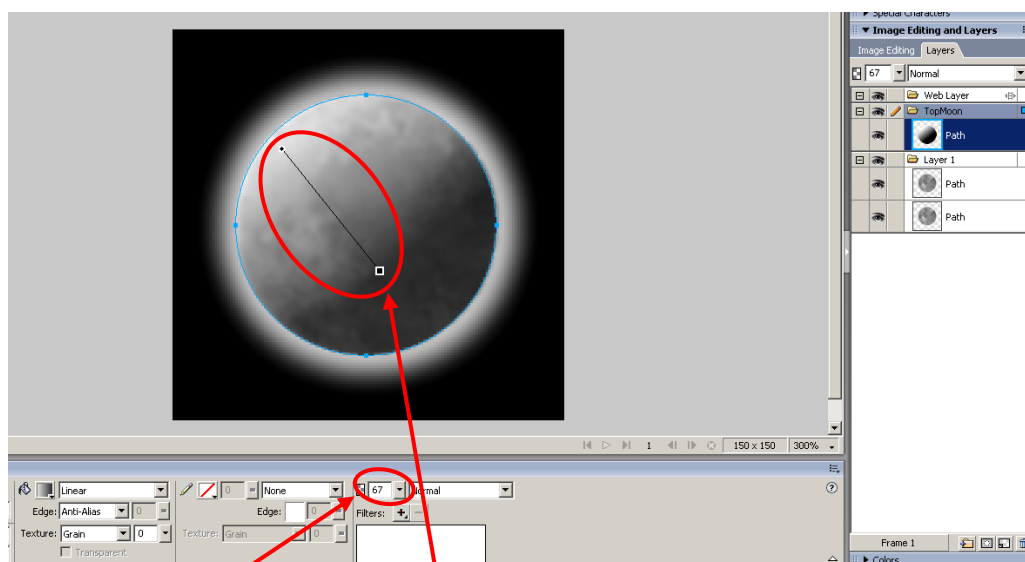 Special Characters
Image Editing and Layers
Image Editing Layers
67 Normal
Web Layer
TopMoon
Path
Layer 1
Path
Path
1 150 x 150 300%
Linear 0 None 67 Normal
Edge: Anti-Alias 0 Edge: 0 Filters:
Texture: Grain 0 Texture: Grain 0
Transparent
Frame 1
Colors